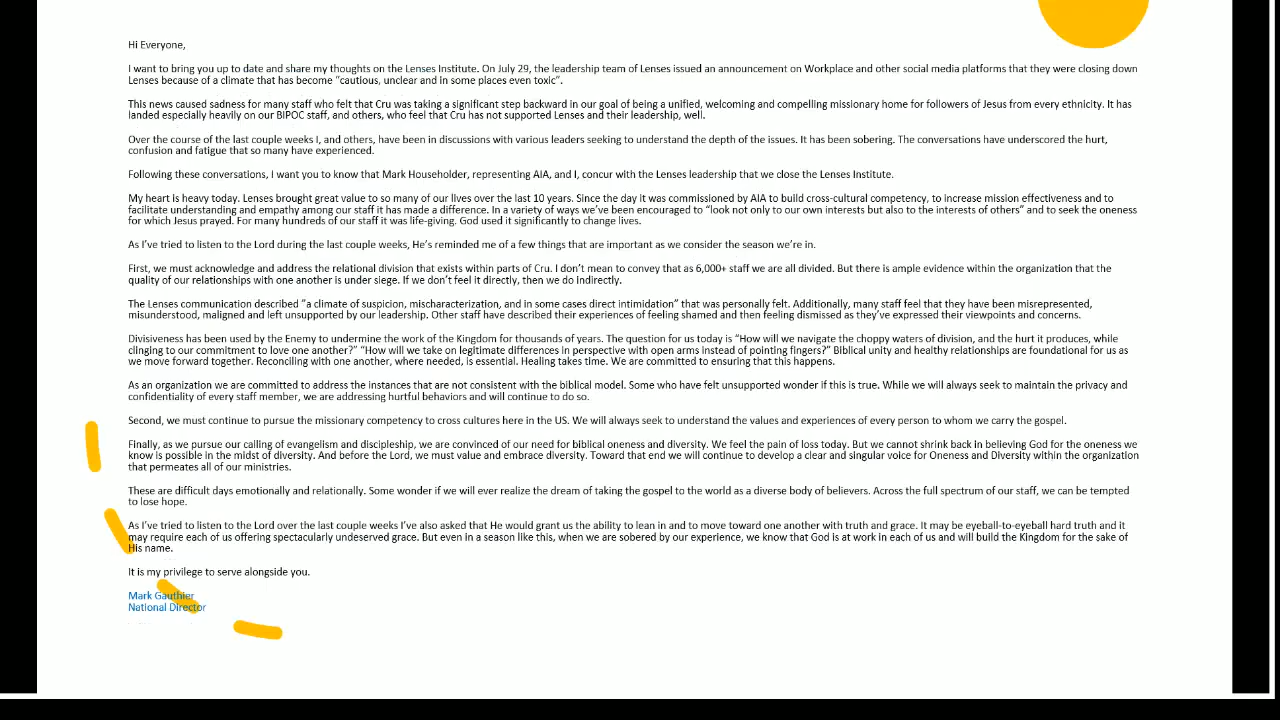 Hi Everyone,
I want to bring you up to date and share my thoughts on the Lenses Institute. On July 29, the leadership team of Lenses issued an announcement on Workplace and other social media platforms that they were closing down
Lenses because of a climate that has become “cautious, unclear and in some places even toxic”.
This news caused sadness for many staff who felt that Cru was taking a significant step backward in our goal of being a unified, welcoming and compelling missionary home for followers of Jesus from every ethnicity. It has
landed especially heavily on our BIPOC staff, and others, who feel that Cru has not supported Lenses and their leadership, well.
Over the course of the last couple weeks I, and others, have been in discussions with various leaders seeking to understand the depth of the issues. It has been sobering. The conversations have underscored the hurt,
confusion and fatigue that so many have experienced.
Following these conversations, I want you to know that Mark Householder, representing AIA, and I, concur with the Lenses leadership that we close the Lenses Institute.
My heart is heavy today. Lenses brought great value to so many of our lives over the last 10 years. Since the day it was commissioned by AIA to build cross-cultural competency, to increase mission effectiveness and to
facilitate understanding and empathy among our staff it has made a difference. In a variety of ways we’ve been encouraged to “look not only to our own interests but also to the interests of others” and to seek the oneness
for which Jesus prayed. For many hundreds of our staff it was life-giving. God used it significantly to change lives.
As I’ve tried to listen to the Lord during the last couple weeks, He’s reminded me of a few things that are important as we consider the season we’re in.
First, we must acknowledge and address the relational division that exists within parts of Cru. I don’t mean to convey that as 6,000+ staff we are all divided. But there is ample evidence within the organization that the
quality of our relationships with one another is under siege. If we don’t feel it directly, then we do indirectly.
The Lenses communication described “a climate of suspicion, mischaracterization, and in some cases direct intimidation” that was personally felt. Additionally, many staff feel that they have been misrepresented,
misunderstood, maligned and left unsupported by our leadership. Other staff have described their experiences of feeling shamed and then feeling dismissed as they’ve expressed their viewpoints and concerns.
Divisiveness has been used by the Enemy to undermine the work of the Kingdom for thousands of years. The question for us today is “How will we navigate the choppy waters of division, and the hurt it produces, while
clinging to our commitment to love one another?” “How will we take on legitimate differences in perspective with open arms instead of pointing fingers?” Biblical unity and healthy relationships are foundational for us as
we move forward together. Reconciling with one another, where needed, is essential. Healing takes time. We are committed to ensuring that this happens.
As an organization we are committed to address the instances that are not consistent with the biblical model. Some who have felt unsupported wonder if this is true. While we will always seek to maintain the privacy and
confidentiality of every staff member, we are addressing hurtful behaviors and will continue to do so.
Second, we must continue to pursue the missionary competency to cross cultures here in the US. We will always seek to understand the values and experiences of every person to whom we carry the gospel.
Finally, as we pursue our calling of evangelism and discipleship, we are convinced of our need for biblical oneness and diversity. We feel the pain of loss today. But we cannot shrink back in believing God for the oneness we
know is possible in the midst of diversity. And before the Lord, we must value and embrace diversity. Toward that end we will continue to develop a clear and singular voice for Oneness and Diversity within the organization
that permeates all of our ministries.
These are difficult days emotionally and relationally. Some wonder if we will ever realize the dream of taking the gospel to the world as a diverse body of believers. Across the full spectrum of our staff, we can be tempted
to lose hope.
As I’ve tried to listen to the Lord over the last couple weeks I’ve also asked that He would grant us the ability to lean in and to move toward one another with truth and grace. It may be eyeball-to-eyeball hard truth and it
may require each of us offering spectacularly undeserved grace. But even in a season like this, when we are sobered by our experience, we know that God is at work in each of us and will build the Kingdom for the sake of
His name.
It is my privilege to serve alongside you.
Mark Gauthier
National Director